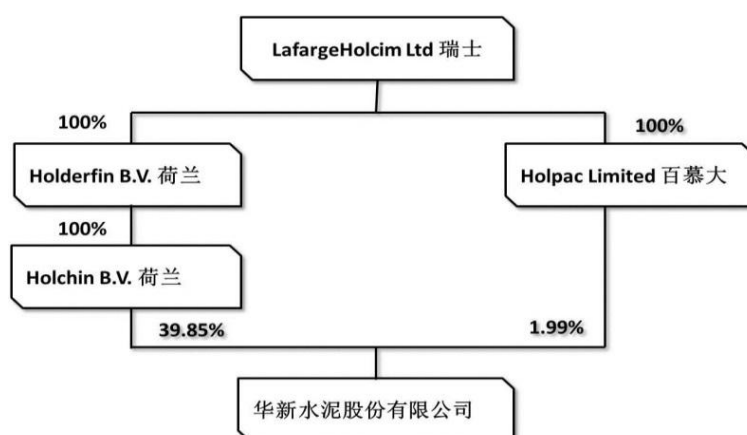 LafargeHolcim Ltd 瑞士
100%
100%
Holderfin B.V. 荷兰
Holpac Limited 百慕大
100%
Holchin B.V. 荷兰
39.85%
1.99%
华新水泥股份有限公司